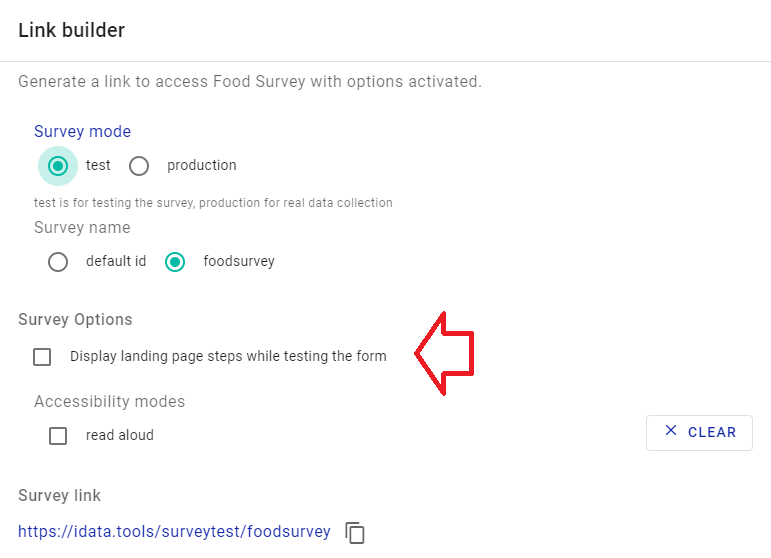 Link builder
Generate a link to access Food Survey with options activated.
Survey mode
test production
test is for testing the survey, production for real data collection
Survey name
default id foodsurvey
Survey Options
Display landing page steps while testing the form
Accessibility modes
read aloud
CLEAR
Survey link
https://idata.tools/surveytest/foodsurvey